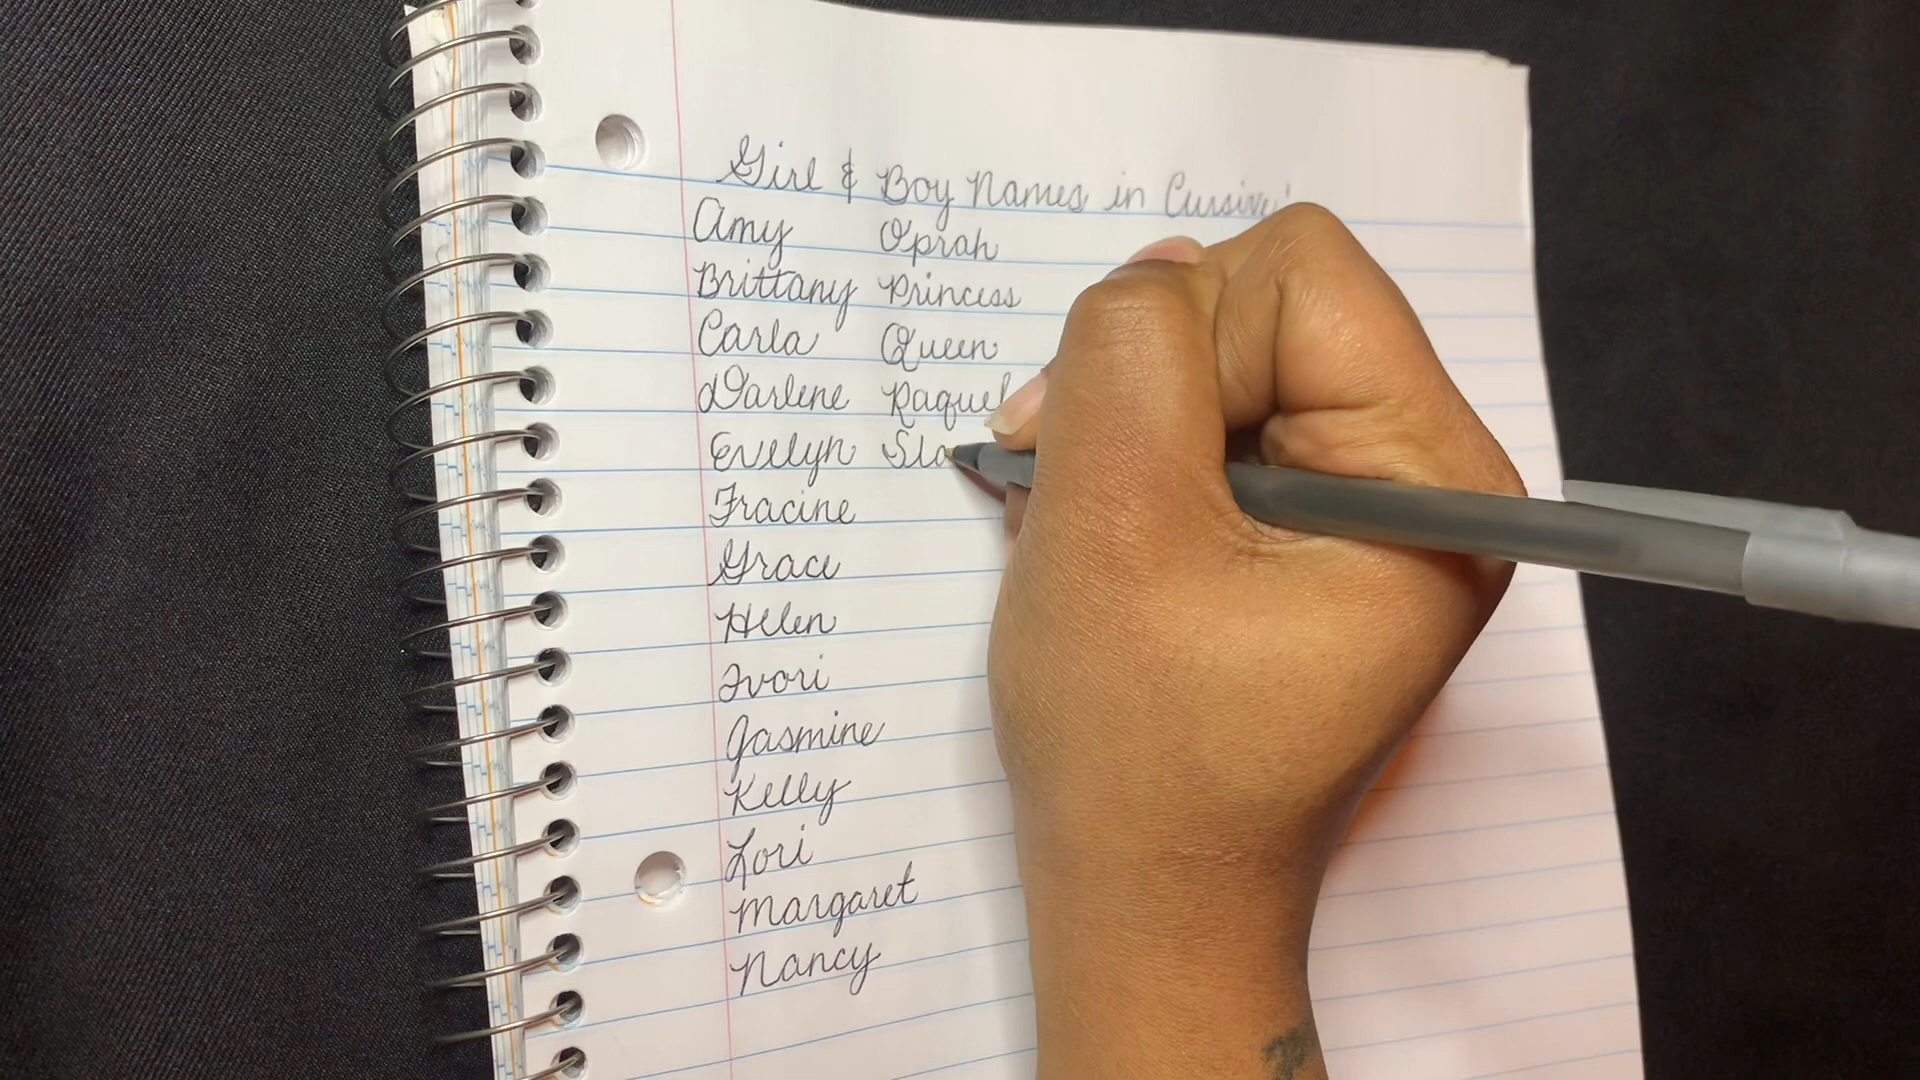 Girl & Boy Names in Cursive
Amy Oprah
Brittany Princess
Carla Queen
Darlene Raquel
Evelyn Sla
Fracine
Grace
Helen
Ivori
Jasmine
Kelly
Lori
Margaret
Nancy